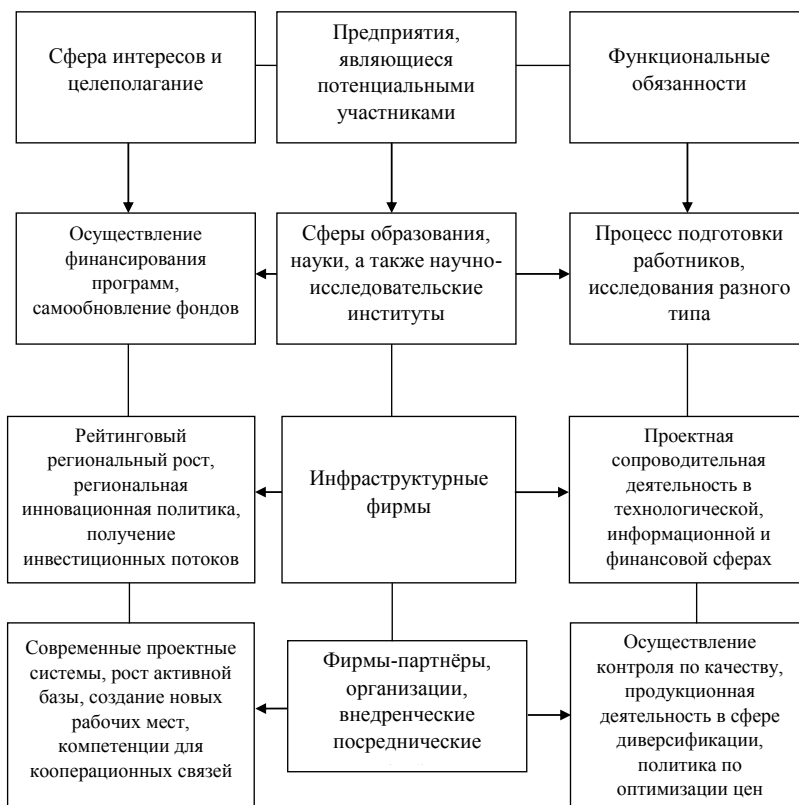 Сфера интересов и
целеполагание
Предприятия,
являющиеся
потенциальными
участниками
Функциональные
обязанности
Осуществление
финансирования
программ,
самообновление фондов
Сферы образования,
науки, а также научно-
исследовательские
институты
Процесс подготовки
работников,
исследования разного
типа
Рейтинговый
региональный рост,
региональная
инновационная политика,
получение
инвестиционных потоков
Инфраструктурные
фирмы
Проектная
сопроводительная
деятельность в
технологической,
информационной и
финансовой сферах
Современные проектные
системы, рост активной
базы, создание новых
рабочих мест,
компетенции для
кооперационных связей
Фирмы-партнёры,
организации,
внедренческие
посреднические
Осуществление
контроля по качеству,
продукционная
деятельность в сфере
диверсификации,
политика по
оптимизации цен